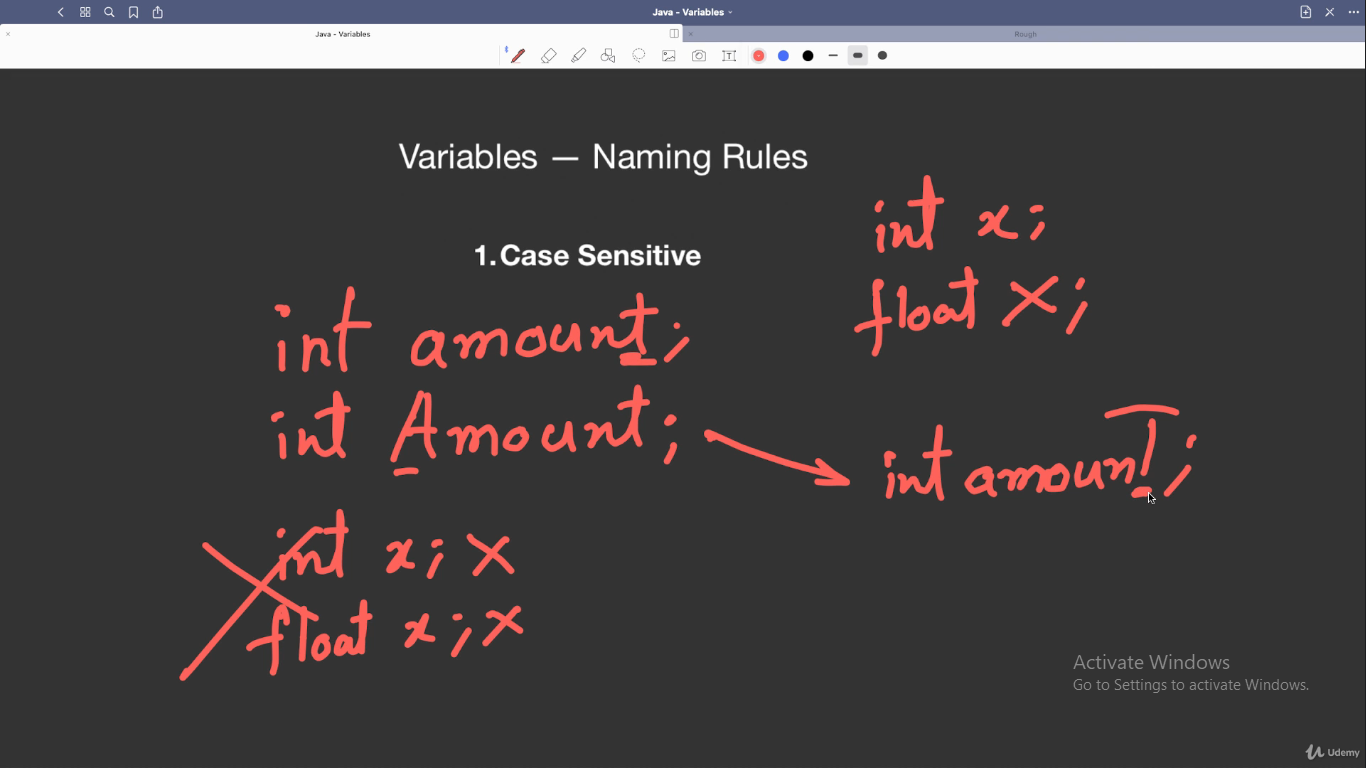 Java - Variables
Java - Variables
Rough
Variables — Naming Rules
1. Case Sensitive
int x;
float X;
int amount;
int Amount;
int amounT;
int x; X
float x; X
Activate Windows
Go to Settings to activate Windows.
Udemy